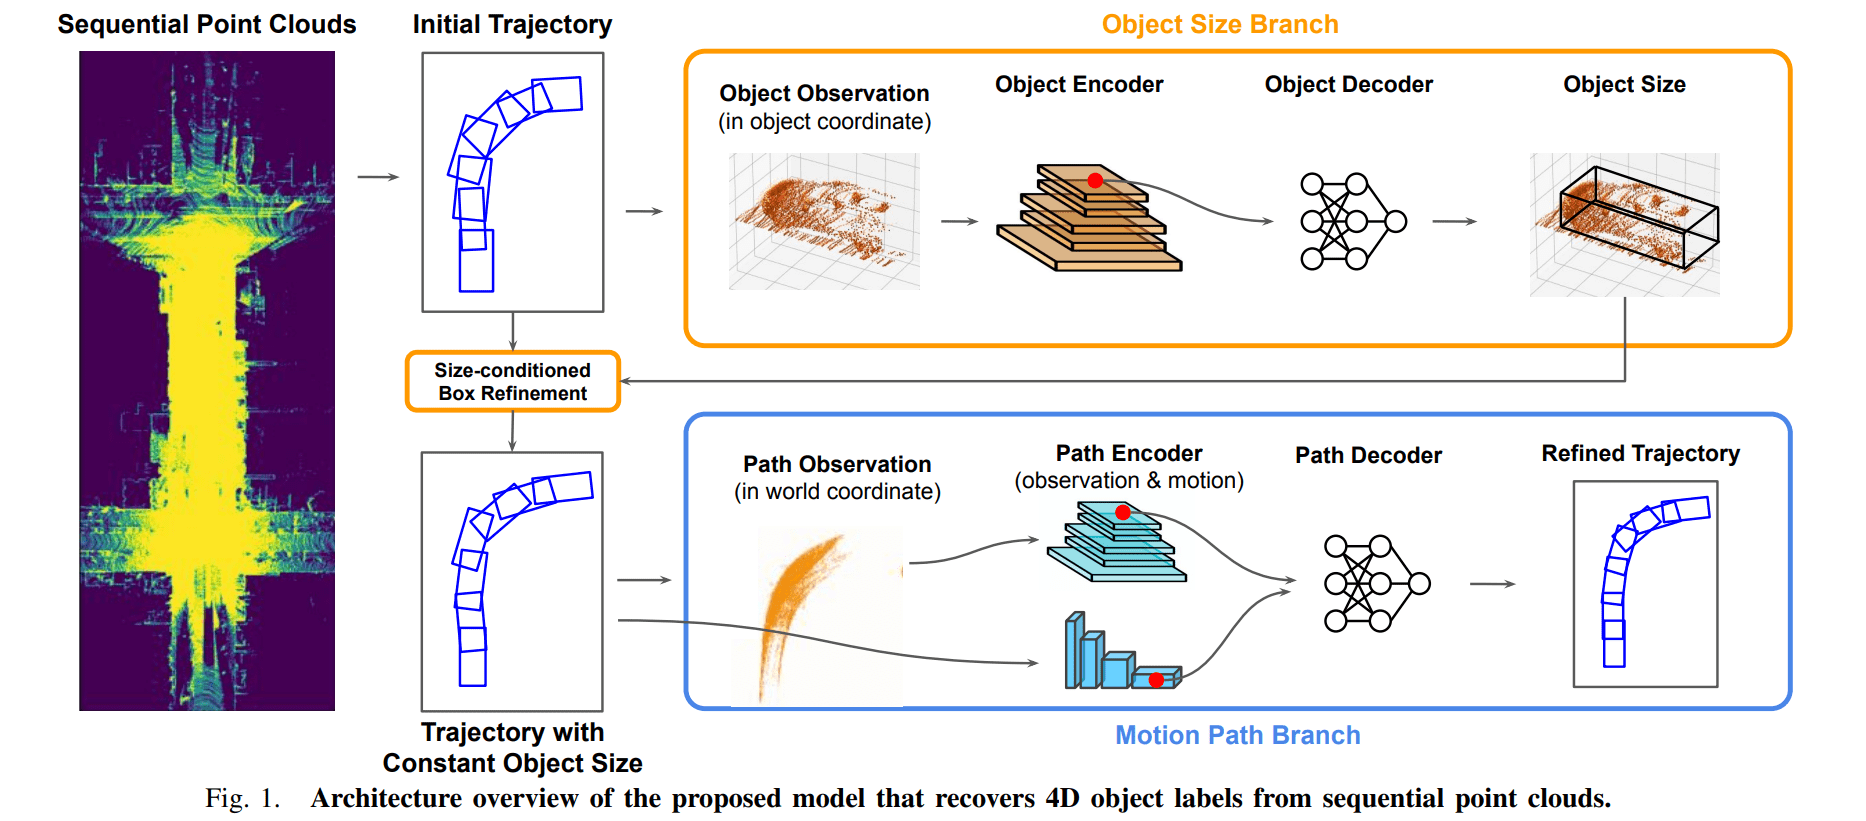 Sequential Point Clouds
Initial Trajectory
Object Size Branch
Object Observation
(in object coordinate)
Object Encoder
Object Decoder
Object Size
Size-conditioned
Box Refinement
Path Observation
(in world coordinate)
Path Encoder
(observation & motion)
Path Decoder
Refined Trajectory
Trajectory with
Constant Object Size
Motion Path Branch
Fig. 1. Architecture overview of the proposed model that recovers 4D object labels from sequential point clouds.